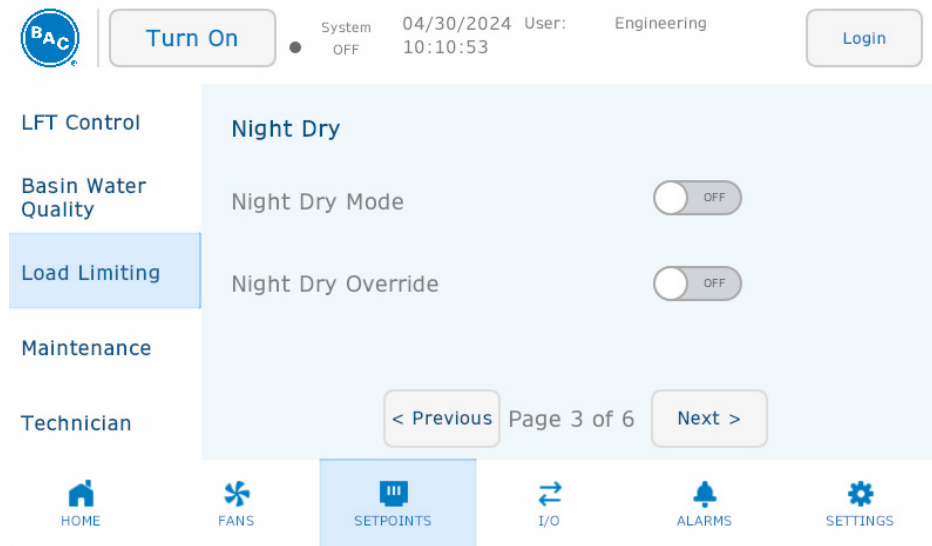 BAC
Turn On
System
OFF
04/30/2024
10:10:53
User:
Engineering
Login
LFT Control
Basin Water
Quality
Load Limiting
Maintenance
Technician
Night Dry
Night Dry Mode
OFF
Night Dry Override
OFF
< Previous
Page 3 of 6
Next >
HOME
FANS
SETPOINTS
I/O
ALARMS
SETTINGS